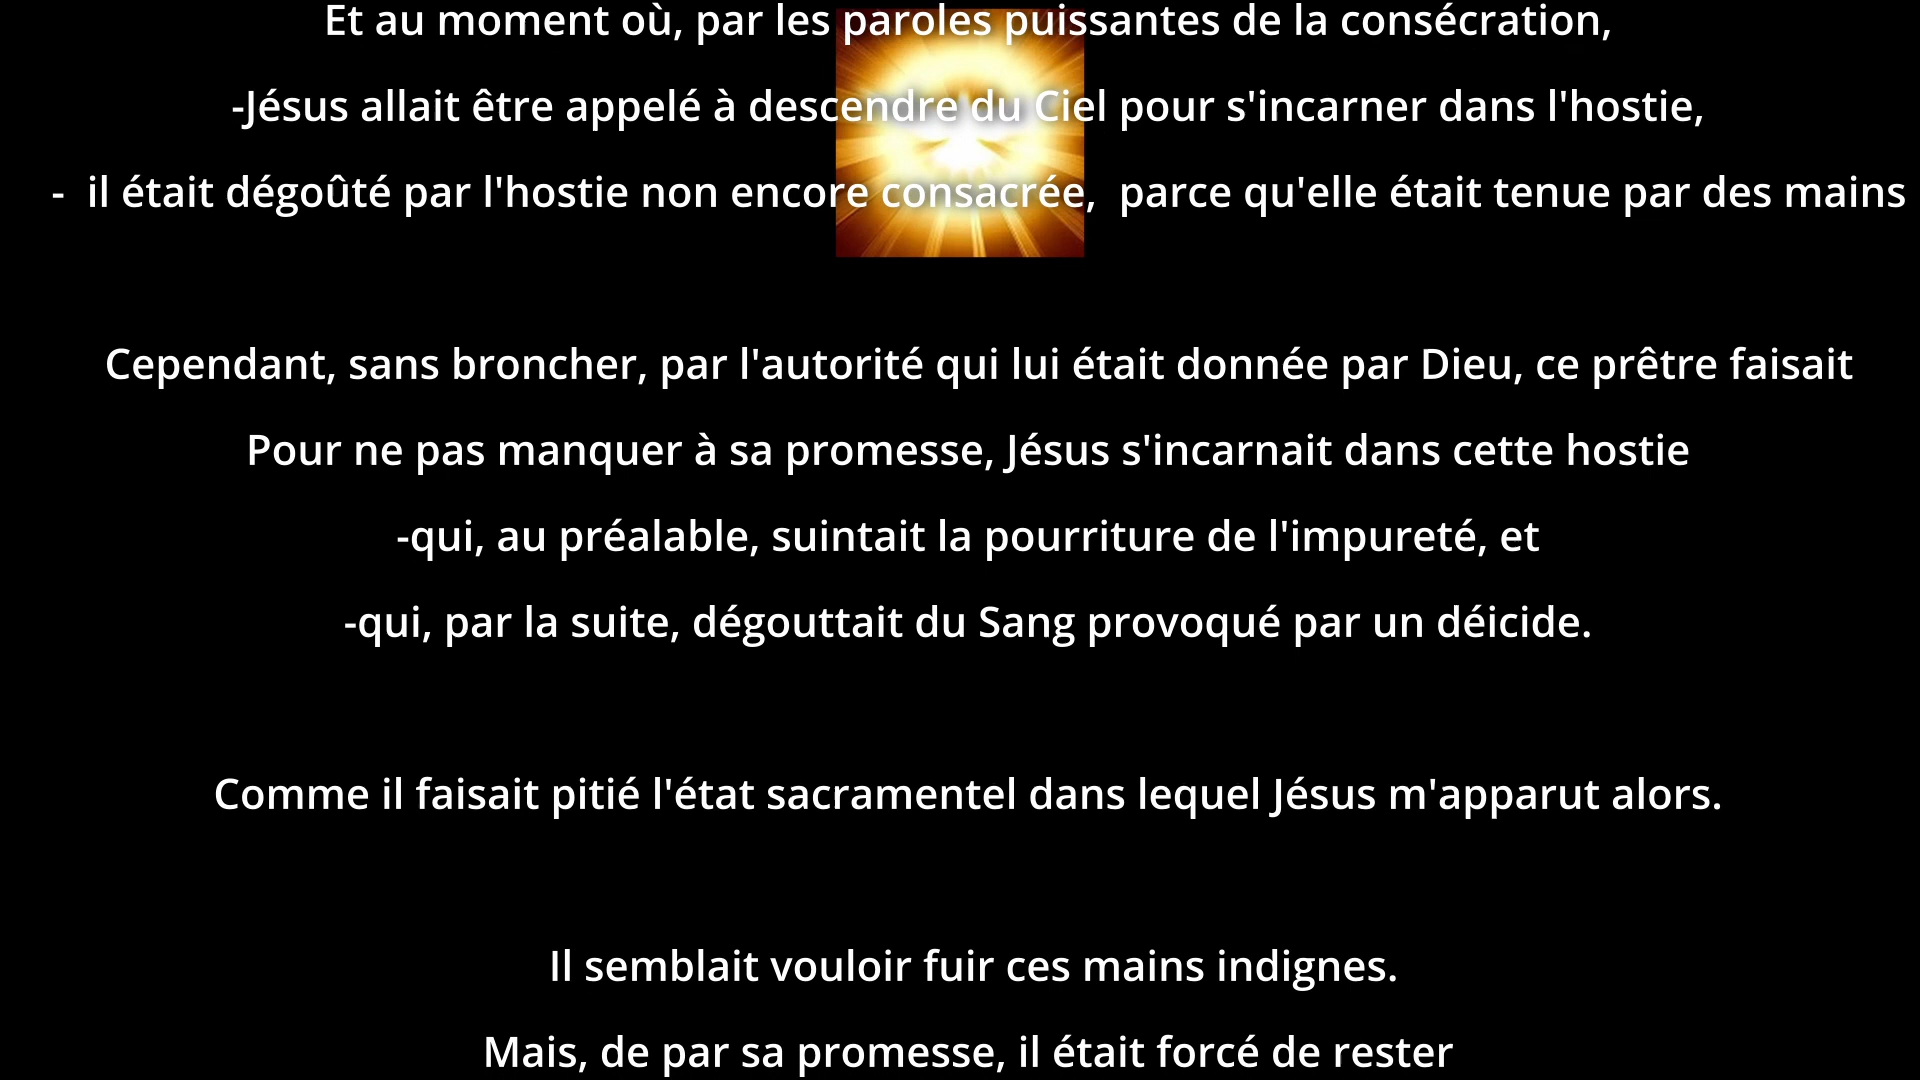 Et au moment où, par les paroles puissantes de la consécration,
-Jésus allait être appelé à descendre du Ciel pour s'incarner dans l'hostie,
-  il était dégoûté par l'hostie non encore consacrée,  parce qu'elle était tenue par des mains
Cependant, sans broncher, par l'autorité qui lui était donnée par Dieu, ce prêtre faisait
Pour ne pas manquer à sa promesse, Jésus s'incarnait dans cette hostie
-qui, au préalable, suintait la pourriture de l'impureté, et
-qui, par la suite, dégouttait du Sang provoqué par un déicide.
Comme il faisait pitié l'état sacramentel dans lequel Jésus m'apparut alors.
Il semblait vouloir fuir ces mains indignes.
Mais, de par sa promesse, il était forcé de rester